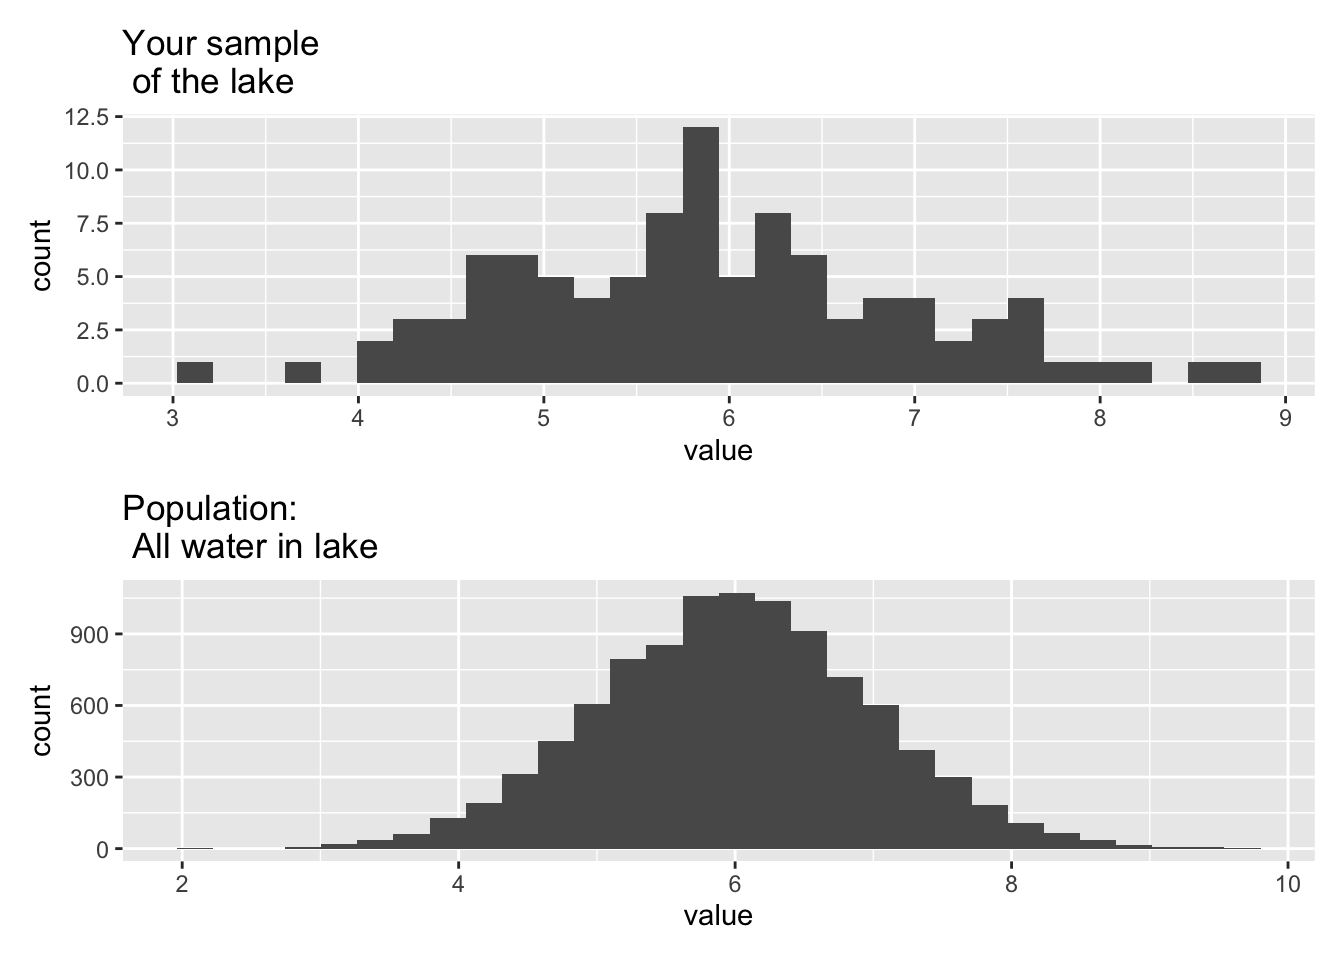 Your sample
of the lake
12.5
10.0
7.5
5.0
2.5
0.0
count
3 4 5 6 7 8 9
value
Population:
All water in lake
900
600
300
0
count
2 4 6 8 10
value